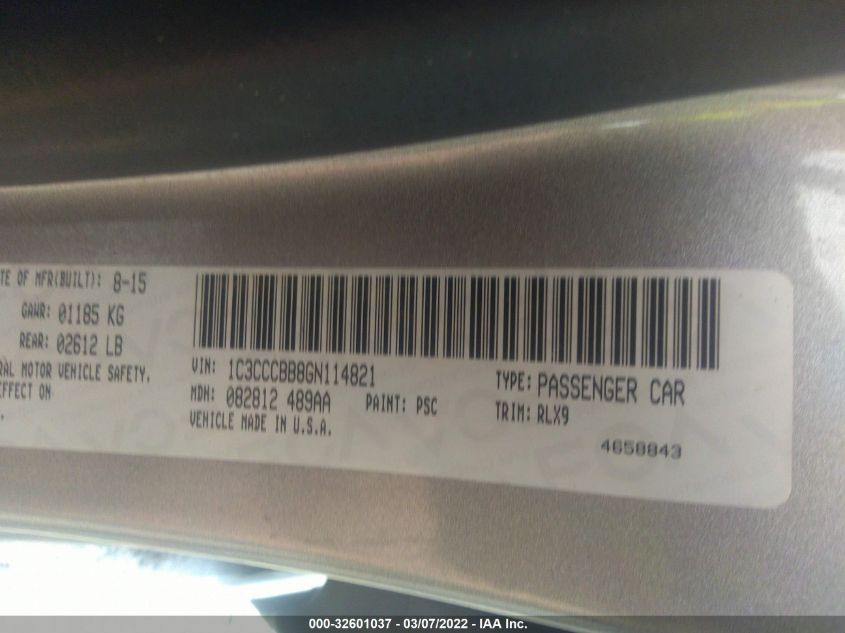 TE OF MFR(BUILT): 8-15
GAWR: 01185 KG
REAR: 02612 LB
RAL MOTOR VEHICLE SAFETY.
EFFECT ON
VIN: 1C3CCCBB8GN114821
MDH: 082812 489AA PAINT: PSC
VEHICLE MADE IN U.S.A.
TYPE: PASSENGER CAR
TRIM: RLX9
4658843
000-32601037 - 03/07/2022 - IAA Inc.